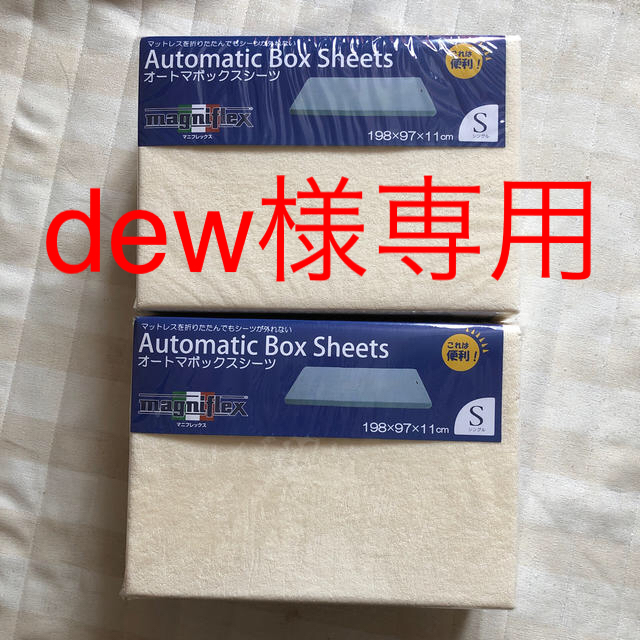 マットレスを折りたたんでもシーツが外れない
Automatic Box Sheets
オートマボックスシーツ
これは
便利！
magniflex
マニフレックス
198×97×11cm
S
シングル
dew様専用
マットレスを折りたたんでもシーツが外れない
Automatic Box Sheets
オートマボックスシーツ
これは
便利！
magniflex
マニフレックス
198×97×11cm
S
シングル